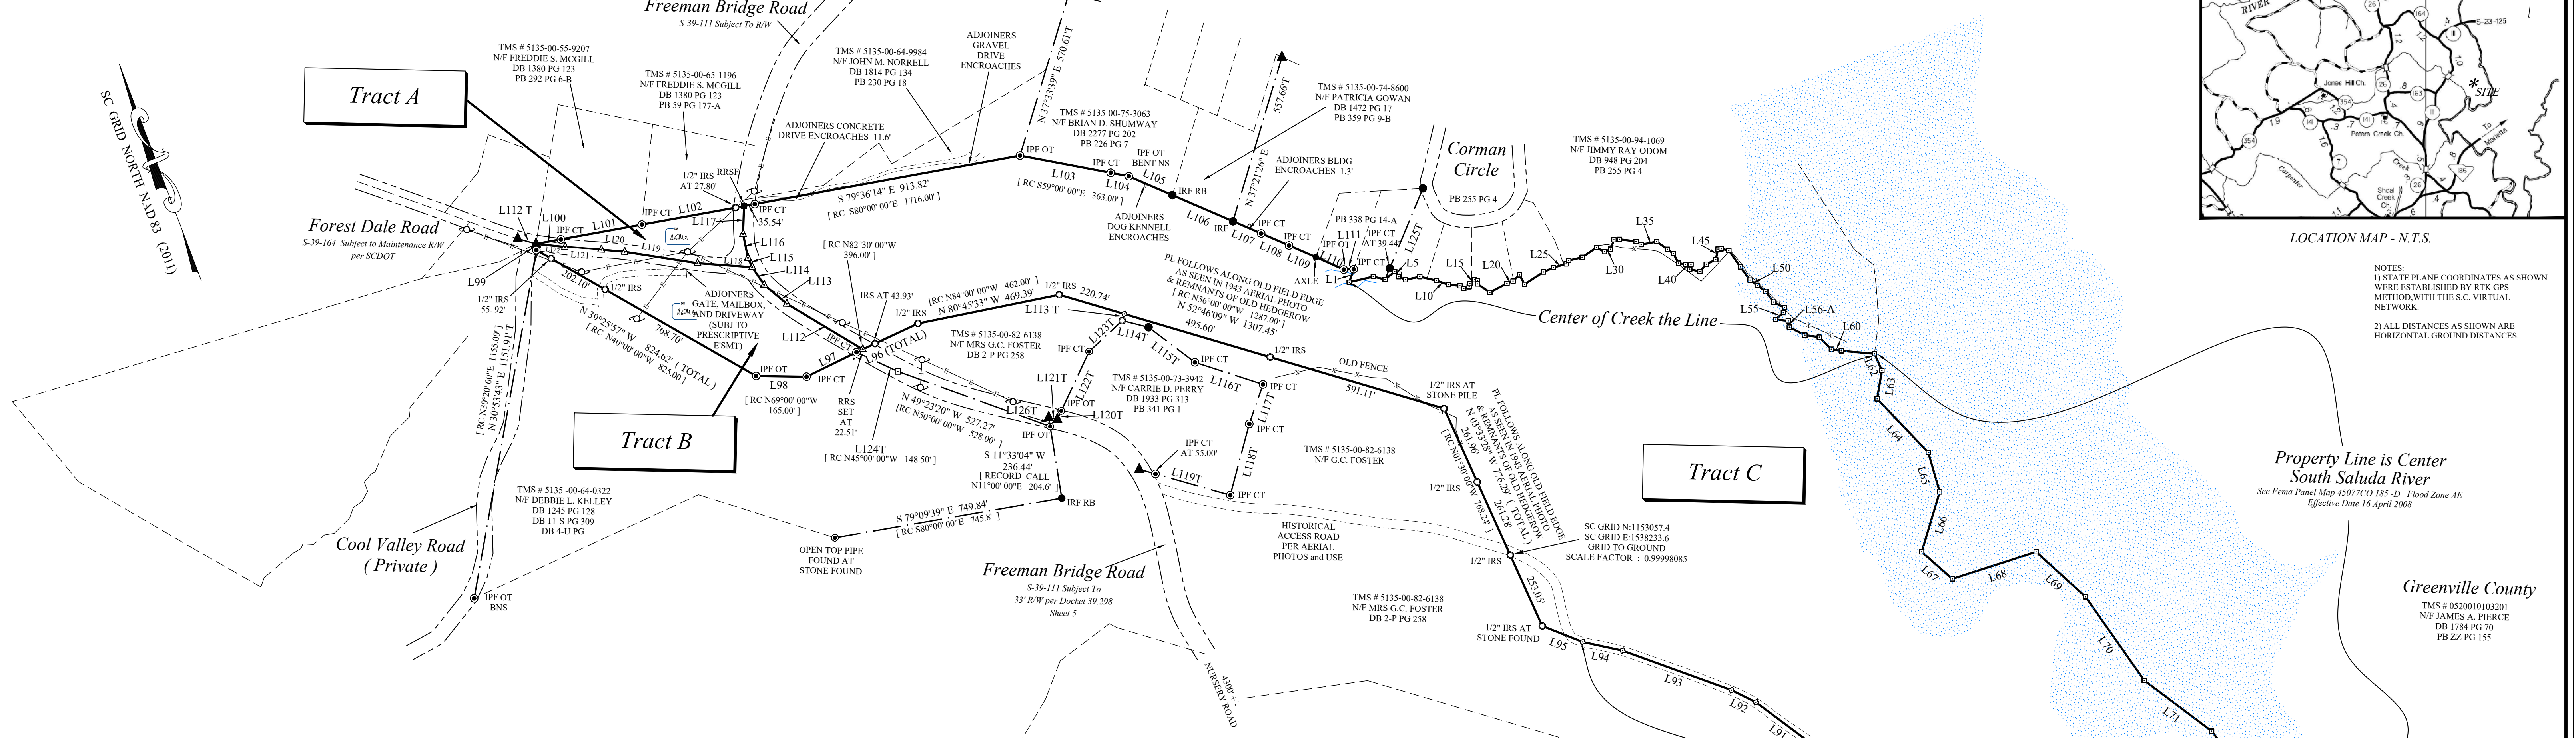 Freeman Bridge Road
S-39-111 Subject To R/W
TMS # 5135-00-55-9207
N/F FREDDIE S. MCGILL
DB 1380 PG 123
PB 292 PG 6-B
TMS # 5135-00-65-1196
N/F FREDDIE S. MCGILL
DB 1380 PG 123
PB 59 PG 177-A
TMS # 5135-00-64-9984
N/F JOHN M. NORRELL
DB 1814 PG 134
PB 230 PG 18
ADJOINERS
GRAVEL
DRIVE
ENCROACHES
N 37°33'39" E 570.61'T
Tract A
SC GRID NORTH NAD 83 (2011)
ADJOINERS CONCRETE
DRIVE ENCROACHES 11.6'
TMS # 5135-00-75-3063
N/F BRIAN D. SHUMWAY
DB 2277 PG 202
PB 226 PG 7
557.66'T
N 37°21'26" E
TMS # 5135-00-74-8600
N/F PATRICIA GOWAN
DB 1472 PG 17
PB 359 PG 9-B
ADJOINERS BLDG
ENCROACHES 1.3'
Corman
Circle
PB 255 PG 4
TMS # 5135-00-94-1069
N/F JIMMY RAY ODOM
DB 948 PG 204
PB 255 PG 4
1/2" IRS
AT 27.80'
RRSF
IPF CT
IPF OT
S 79°36'14" E 913.82'
[ RC S80°00'00"E 1716.00' ]
L103
[ RC S59°00'00"E 363.00' ]
IPF CT
L104
IPF OT
BENT NS
L105
IRF RB
ADJOINERS
DOG KENNELL
ENCROACHES
L106
IRF
L107
IPF CT
L108
IPF CT
L109
AXLE
IPF OT
L110
L111
IPF CT
PB 338 PG 14-A
IPF CT
AT 39.44'
L125T
L1
L5
L10
L15
L20
L25
L30
L35
L40
L45
L50
L55
L56-A
L60
L62
L63
L64
L65
L66
L67
L68
L69
L70
L71
Forest Dale Road
S-39-164 Subject to Maintenance R/W
per SCDOT
L112 T
L100
IPF CT
L101
IPF CT
L102
L117
35.54'
L116
L115
L114
L113
L112
L118
L119
L120
L121
L99
1/2" IRS
55. 92'
202.10'
1/2" IRS
768.70'
N 39°25'57" W 824.62' (TOTAL)
[ RC N40°00'00"W 825.00 ]
ADJOINERS
GATE, MAILBOX,
AND DRIVEWAY
(SUBJ TO
PRESCRIPTIVE
E'SMT)
[ RC N82°30'00"W
396.00' ]
IRS AT 43.93'
1/2" IRS
[RC N84°00'00"W 462.00' ]
N 80°45'33" W 469.39'
1/2" IRS
220.74'
L113 T
PL FOLLOWS ALONG OLD FIELD EDGE
AS SEEN IN 1943 AERIAL PHOTO
& REMNANTS OF OLD HEDGEROW
[ RC N56°00'00"W 1287.00' ]
N 52°46'09" W 1307.45'
495.60'
1/2" IRS
OLD FENCE
591.11'
1/2" IRS AT
STONE PILE
Center of Creek the Line
IPF CT
L96 (TOTAL)
L97
IPF CT
IPF OT
L98
[ RC N69°00'00"W
165.00' ]
RRS
SET
AT
22.51'
L124T
[RC N45°00'00"W 148.50' ]
N 49°23'20" W 527.27'
[RC N50°00'00"W 528.00' ]
TMS # 5135-00-82-6138
N/F MRS G.C. FOSTER
DB 2-P PG 258
L123T
L114T
L115T
IPF CT
IPF CT
L116T
IPF CT
L117T
IPF CT
L118T
L119T
IPF CT
IPF CT
AT 55.00'
L122T
L121T
IPF OT
L120T
L126T
IPF OT
TMS # 5135-00-73-3942
N/F CARRIE D. PERRY
DB 1933 PG 313
PB 341 PG 1
S 11°33'04" W
236.44'
[ RECORD CALL
N11°00'00"E 204.6' ]
IRF RB
S 79°09'39" E 749.84'
[ RC S80°00'00"E 745.8' ]
OPEN TOP PIPE
FOUND AT
STONE FOUND
Tract B
[ RC N30°20'00"E 1155.00' ]
N 30°53'43" E 1151.91'T
TMS # 5135 -00-64-0322
N/F DEBBIE L. KELLEY
DB 1245 PG 128
DB 11-S PG 309
DB 4-U PG
Cool Valley Road
( Private )
IPF OT
BNS
Freeman Bridge Road
S-39-111 Subject To
33' R/W per Docket 39.298
Sheet 5
4300' +/-
NURSERY ROAD
TMS # 5135-00-82-6138
N/F G.C. FOSTER
HISTORICAL
ACCESS ROAD
PER AERIAL
PHOTOS and USE
PL FOLLOWS ALONG OLD FIELD EDGE
AS SEEN IN 1943 AERIAL PHOTO
& REMNANTS OF OLD HEDGEROW
N 03°33'28" W 776.29' ( TOTAL )
261.96'
[ RC N01°30'00"W 768.24' ]
1/2" IRS
261.28'
1/2" IRS
253.05'
SC GRID N:1153057.4
SC GRID E:1538233.6
GRID TO GROUND
SCALE FACTOR : 0.99998085
TMS # 5135-00-82-6138
N/F MRS G.C. FOSTER
DB 2-P PG 258
1/2" IRS AT
STONE FOUND
L95
L94
L93
L92
L91
Tract C
Property Line is Center
South Saluda River
See Fema Panel Map 45077CO 185 -D Flood Zone AE
Effective Date 16 April 2008
Greenville County
TMS # 0520010103201
N/F JAMES A. PIERCE
DB 1784 PG 70
PB ZZ PG 155
RIVER
S-23-125
Jones Hill Ch.
SITE
Peters Creek Ch.
To
Marietta
Carpenter
Creek
Shoal
Creek
Ch.
LOCATION MAP - N.T.S.
NOTES:
1) STATE PLANE COORDINATES AS SHOWN
WERE ESTABLISHED BY RTK GPS
METHOD,WITH THE S.C. VIRTUAL
NETWORK.
2) ALL DISTANCES AS SHOWN ARE
HORIZONTAL GROUND DISTANCES.